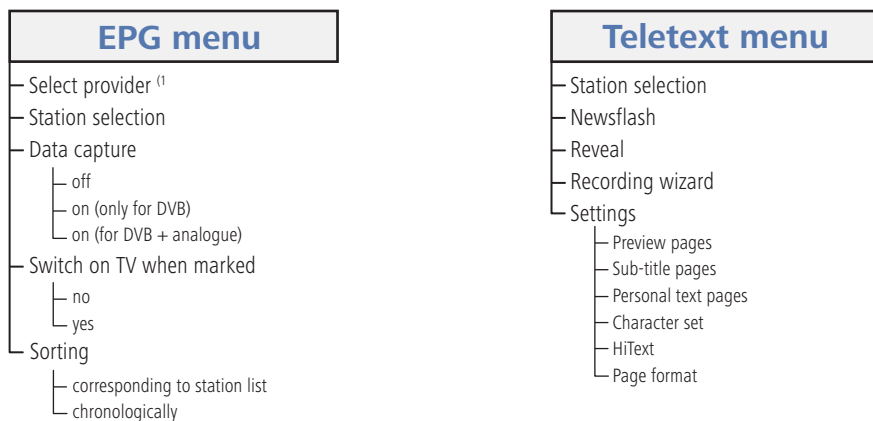 EPG menu
Select provider (1
Station selection
Data capture
off
on (only for DVB)
on (for DVB + analogue)
Switch on TV when marked
no
yes
Sorting
corresponding to station list
chronologically
Teletext menu
Station selection
Newsflash
Reveal
Recording wizard
Settings
Preview pages
Sub-title pages
Personal text pages
Character set
HiText
Page format